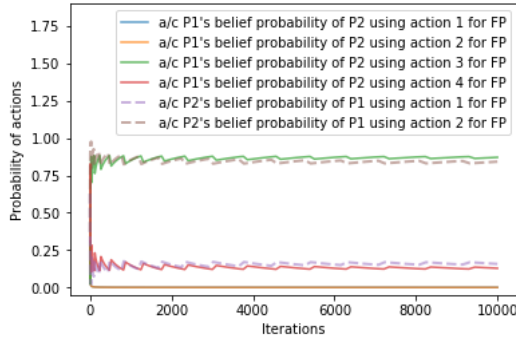 a/c P1's belief probability of P2 using action 1 for FP
a/c P1's belief probability of P2 using action 2 for FP
a/c P1's belief probability of P2 using action 3 for FP
a/c P1's belief probability of P2 using action 4 for FP
a/c P2's belief probability of P1 using action 1 for FP
a/c P2's belief probability of P1 using action 2 for FP
Probability of actions
1.75
1.50
1.25
1.00
0.75
0.50
0.25
0.00
0 2000 4000 6000 8000 10000
Iterations